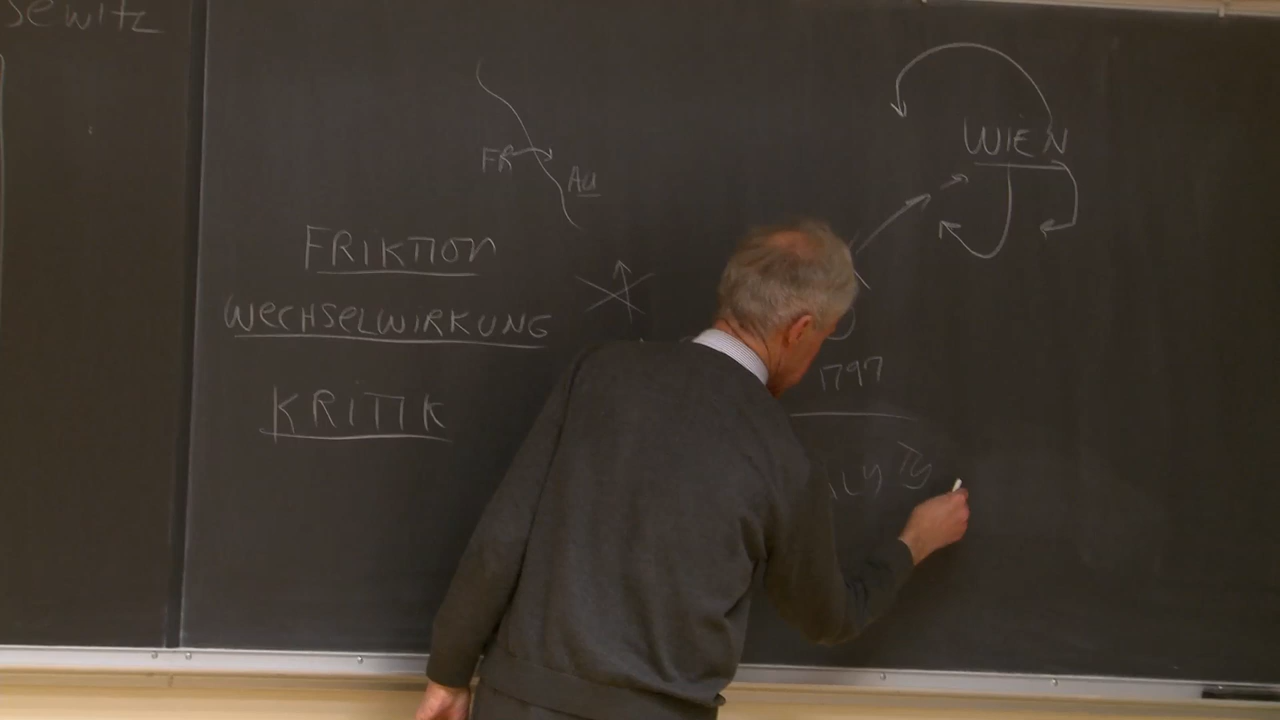 sewitz
WIEN
FR
Au
FRIKTION
WECHSELWIRKUNG
1797
KRITIK